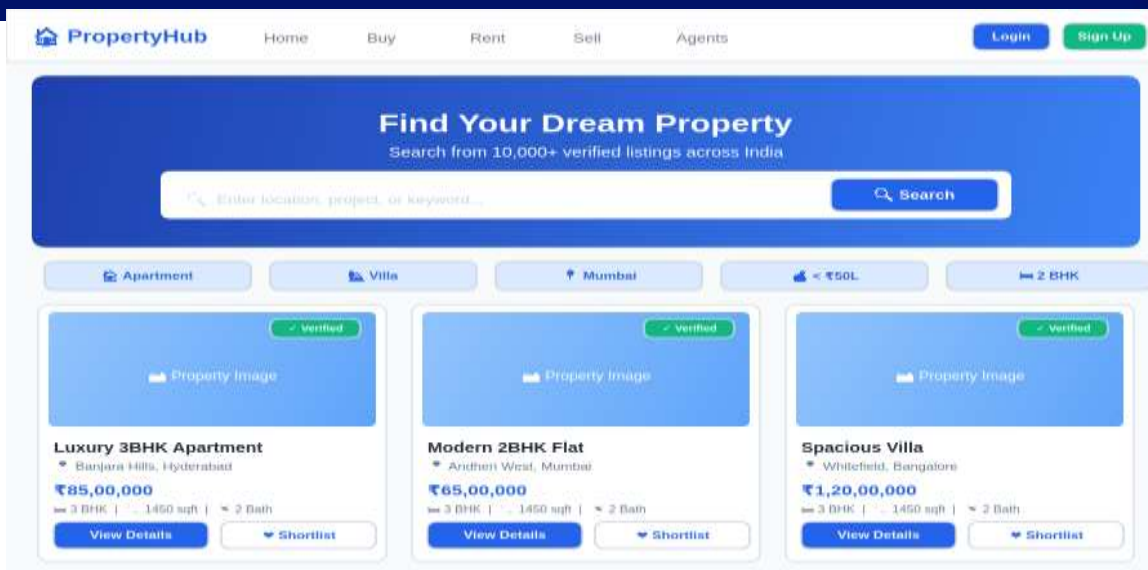 PropertyHub Home Buy Rent Sell Agents Login Sign Up
Find Your Dream Property
Search from 10,000+ verified listings across India
Enter location, project, or keyword... Search
Apartment Villa Mumbai < ₹50L 2 BHK
✓ Verified ✓ Verified ✓ Verified
Property Image Property Image Property Image
Luxury 3BHK Apartment Modern 2BHK Flat Spacious Villa
Banjara Hills, Hyderabad Andheri West, Mumbai Whitefield, Bangalore
₹85,00,000 ₹65,00,000 ₹1,20,00,000
3 BHK | 1450 sqft | 2 Bath 3 BHK | 1450 sqft | 2 Bath 3 BHK | 1450 sqft | 2 Bath
View Details Shortlist View Details Shortlist View Details Shortlist